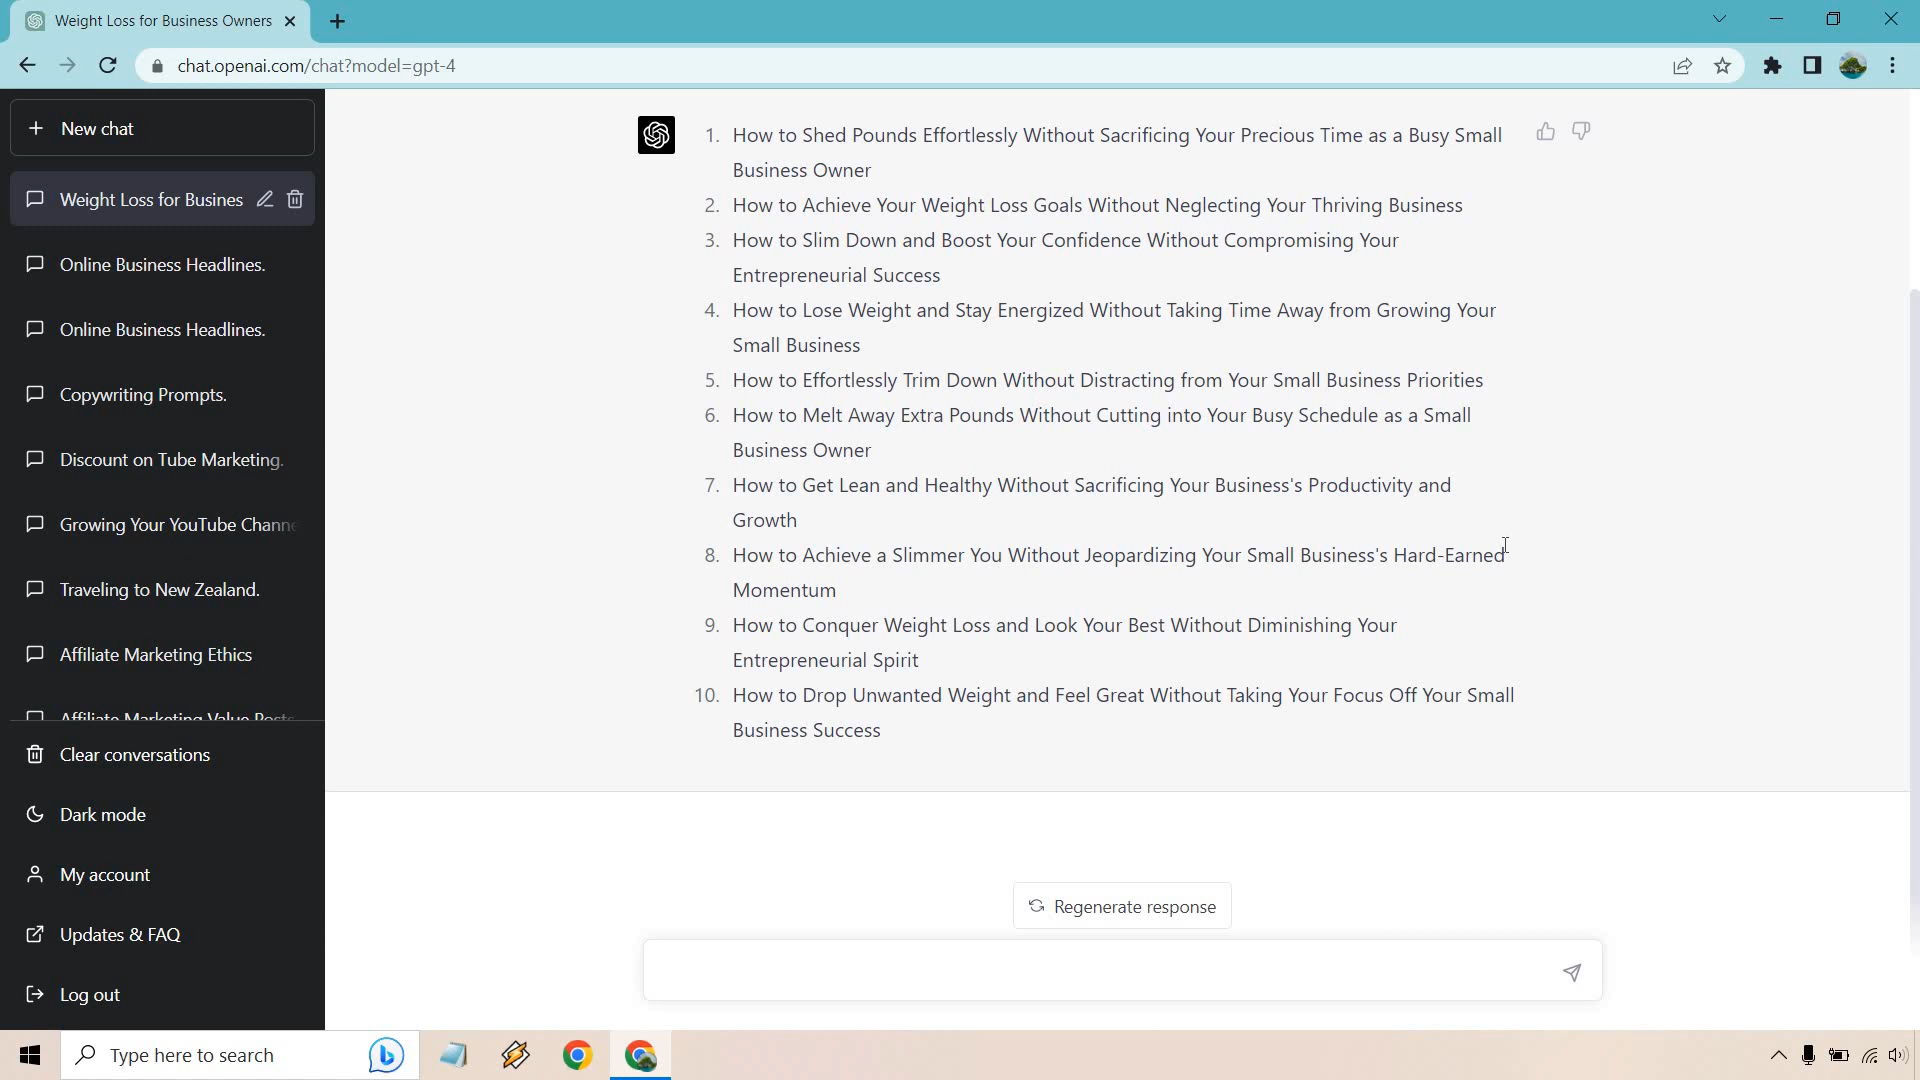 Weight Loss for Business Owners
chat.openai.com/chat?model=gpt-4
New chat
Weight Loss for Busines
Online Business Headlines.
Online Business Headlines.
Copywriting Prompts.
Discount on Tube Marketing.
Growing Your YouTube Channe
Traveling to New Zealand.
Affiliate Marketing Ethics
Affiliate Marketing Value Posts
Clear conversations
Dark mode
My account
Updates & FAQ
Log out
1. How to Shed Pounds Effortlessly Without Sacrificing Your Precious Time as a Busy Small
Business Owner
2. How to Achieve Your Weight Loss Goals Without Neglecting Your Thriving Business
3. How to Slim Down and Boost Your Confidence Without Compromising Your
Entrepreneurial Success
4. How to Lose Weight and Stay Energized Without Taking Time Away from Growing Your
Small Business
5. How to Effortlessly Trim Down Without Distracting from Your Small Business Priorities
6. How to Melt Away Extra Pounds Without Cutting into Your Busy Schedule as a Small
Business Owner
7. How to Get Lean and Healthy Without Sacrificing Your Business's Productivity and
Growth
8. How to Achieve a Slimmer You Without Jeopardizing Your Small Business's Hard-Earned
Momentum
9. How to Conquer Weight Loss and Look Your Best Without Diminishing Your
Entrepreneurial Spirit
10. How to Drop Unwanted Weight and Feel Great Without Taking Your Focus Off Your Small
Business Success
Regenerate response
Type here to search